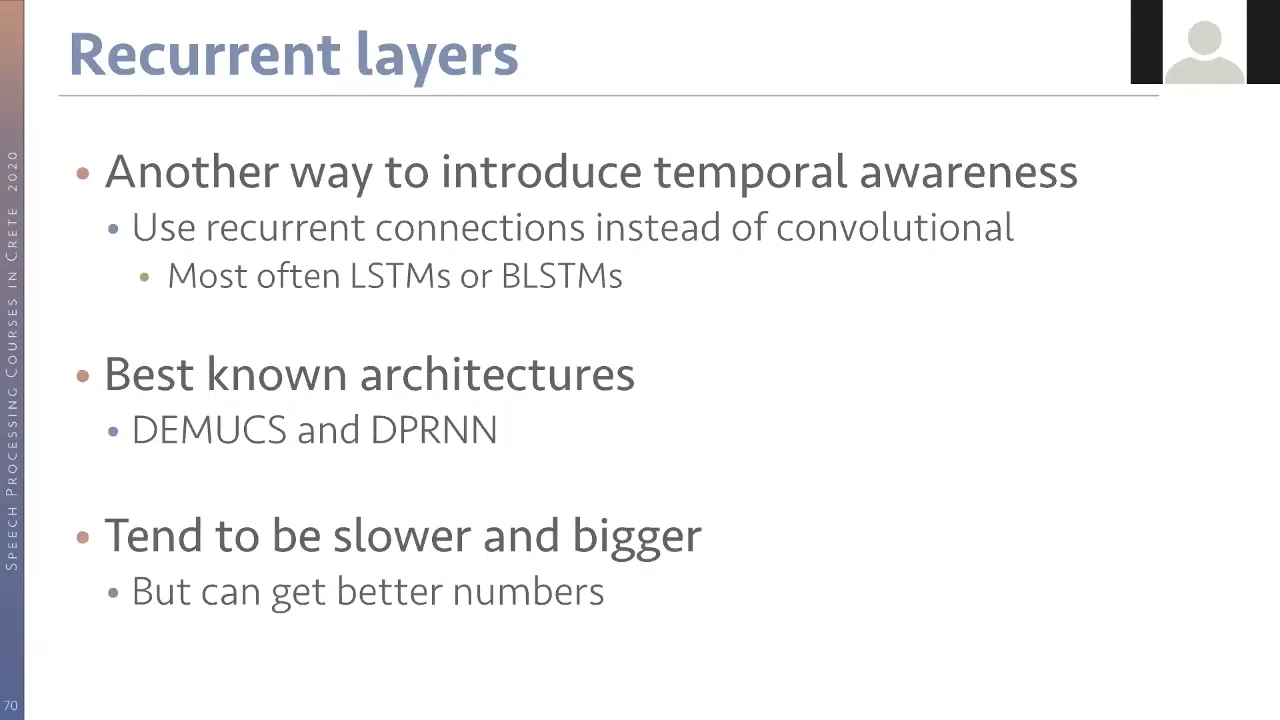 Recurrent layers
• Another way to introduce temporal awareness
• Use recurrent connections instead of convolutional
• Most often LSTMs or BLSTMs
• Best known architectures
• DEMUCS and DPRNN
• Tend to be slower and bigger
• But can get better numbers
SPEECH PROCESSING COURSES IN CRETE 2020
70